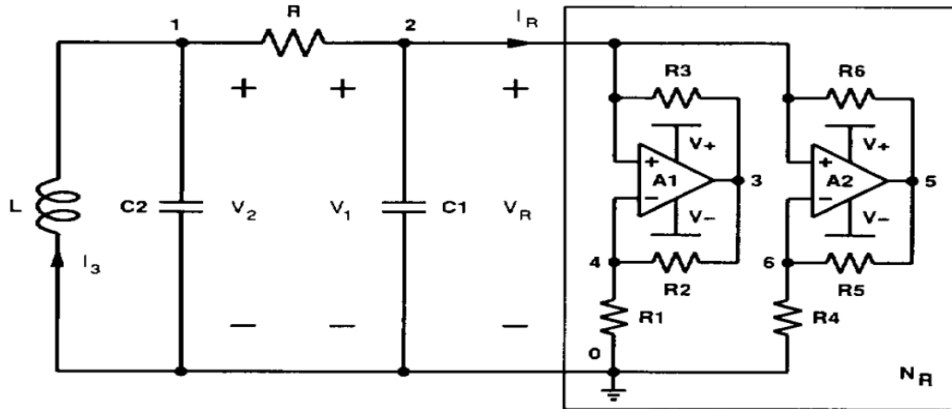 1 R 2 I_R
R3 R6
+ + +
V+ V+
+ A1 3 + A2 5
L C2 V_2 V_1 C1 V_R
− V− − V−
I_3
4 R2 6 R5
− − −
R1 R4
0
N_R